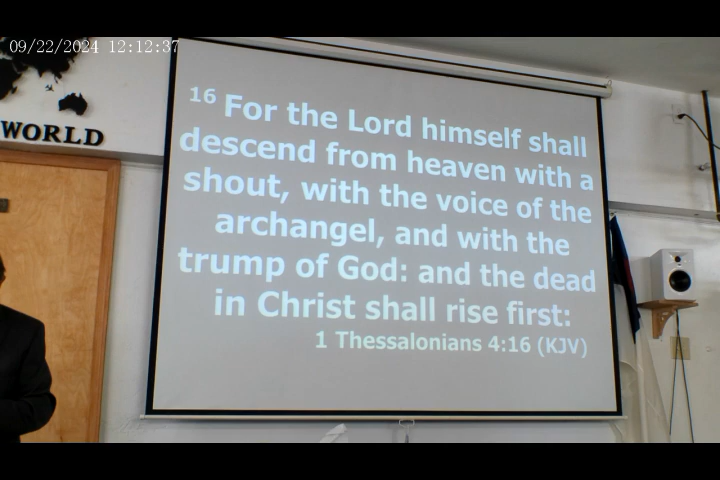 09/22/2024 12:12:37
WORLD
16 For the Lord himself shall
descend from heaven with a
shout, with the voice of the
archangel, and with the
trump of God: and the dead
in Christ shall rise first:
1 Thessalonians 4:16 (KJV)